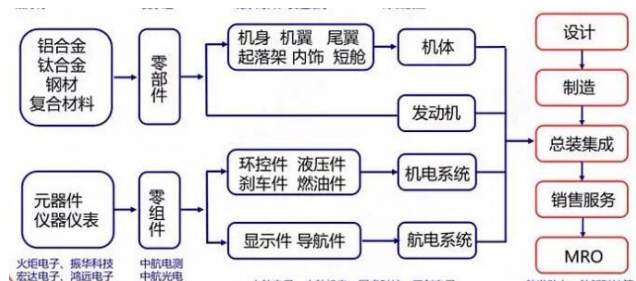 铝合金
钛合金
钢材
复合材料
零部件
机身 机翼 尾翼
起落架 内饰 短舱
机体
发动机
元器件
仪器仪表
零组件
环控件 液压件
刹车件 燃油件
机电系统
显示件 导航件
航电系统
设计
制造
总装集成
销售服务
MRO
火炬电子、振华科技
宏达电子、鸿远电子
中航电测
中航光电